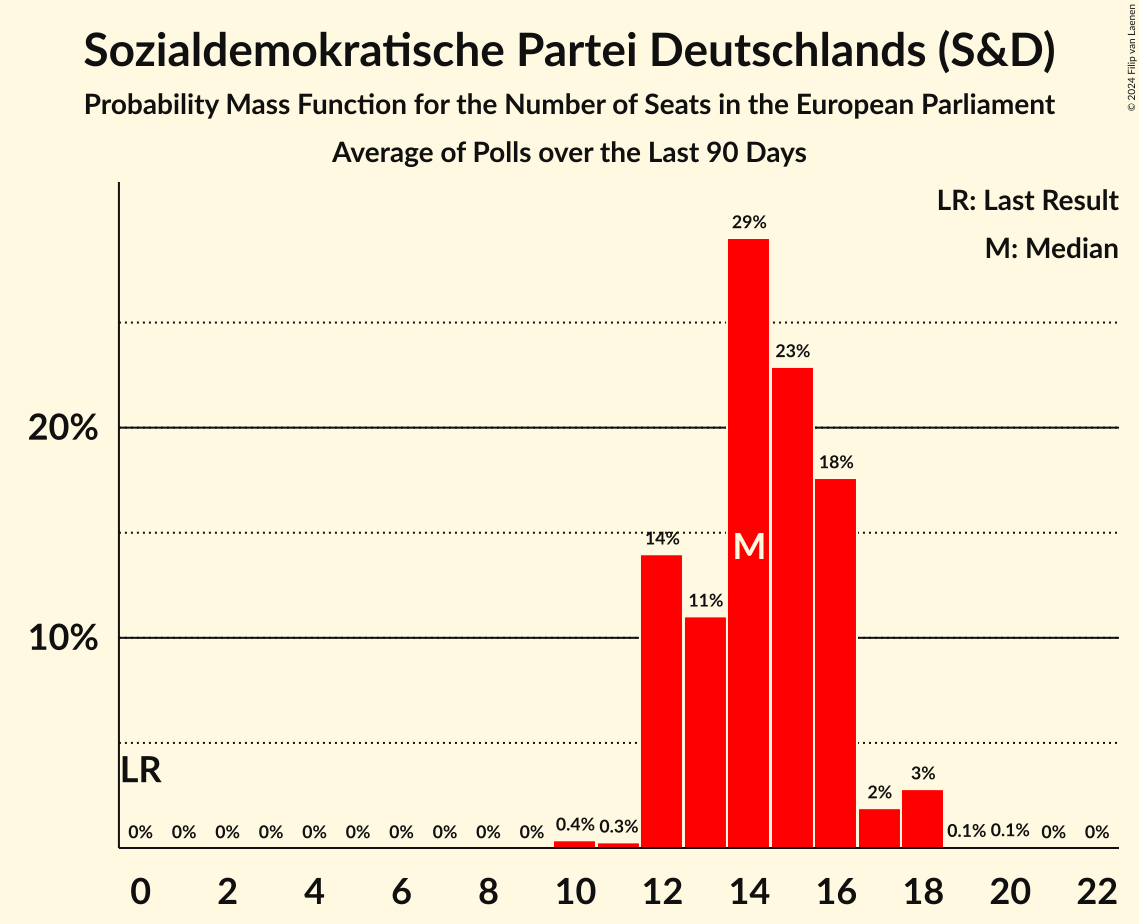 Sozialdemokratische Partei Deutschlands (S&D)
Probability Mass Function for the Number of Seats in the European Parliament
Average of Polls over the Last 90 Days
© 2024 Filip van Laenen
LR: Last Result
M: Median
29%
23%
20%
18%
14%
M
11%
10%
LR
3%
2%
0% 0% 0% 0% 0% 0% 0% 0% 0% 0% 0.4% 0.3% 0.1% 0.1% 0% 0%
0 2 4 6 8 10 12 14 16 18 20 22